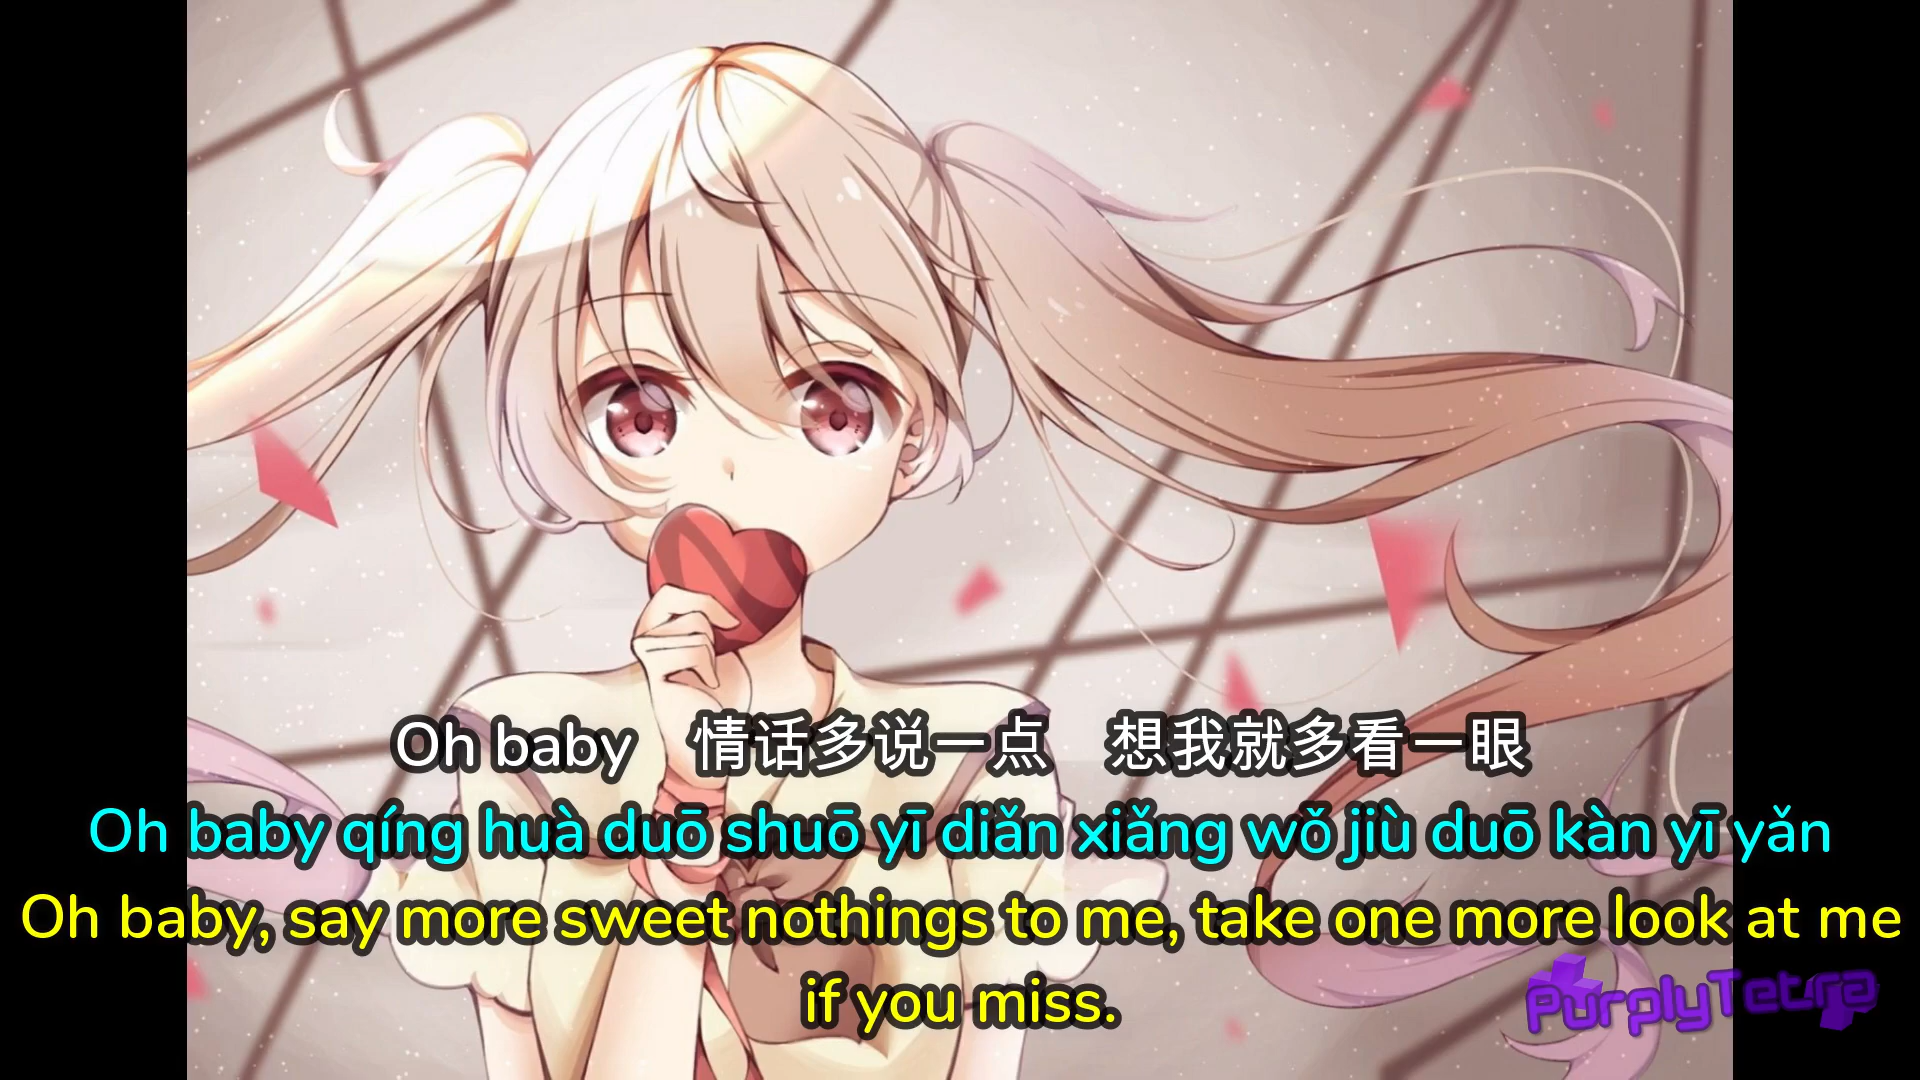 Oh baby　情话多说一点　想我就多看一眼
Oh baby qíng huà duō shuō yī diǎn xiǎng wǒ jiù duō kàn yī yǎn
Oh baby, say more sweet nothings to me, take one more look at me
if you miss.
PurplyTetra